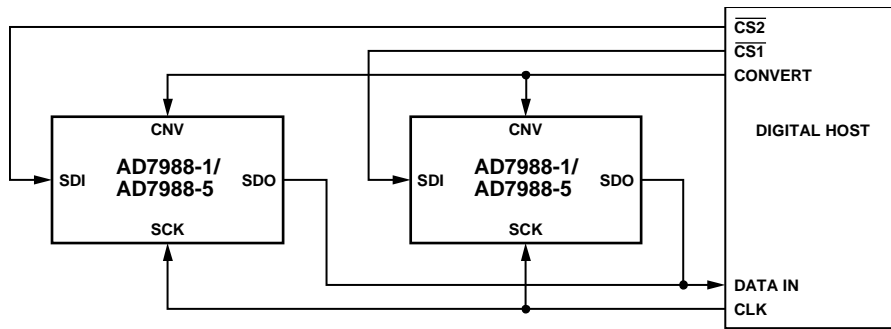 CS2
CS1
CONVERT
DIGITAL HOST
CNV
AD7988-1/
AD7988-5
SDI
SDO
SCK
CNV
AD7988-1/
AD7988-5
SDI
SDO
SCK
DATA IN
CLK